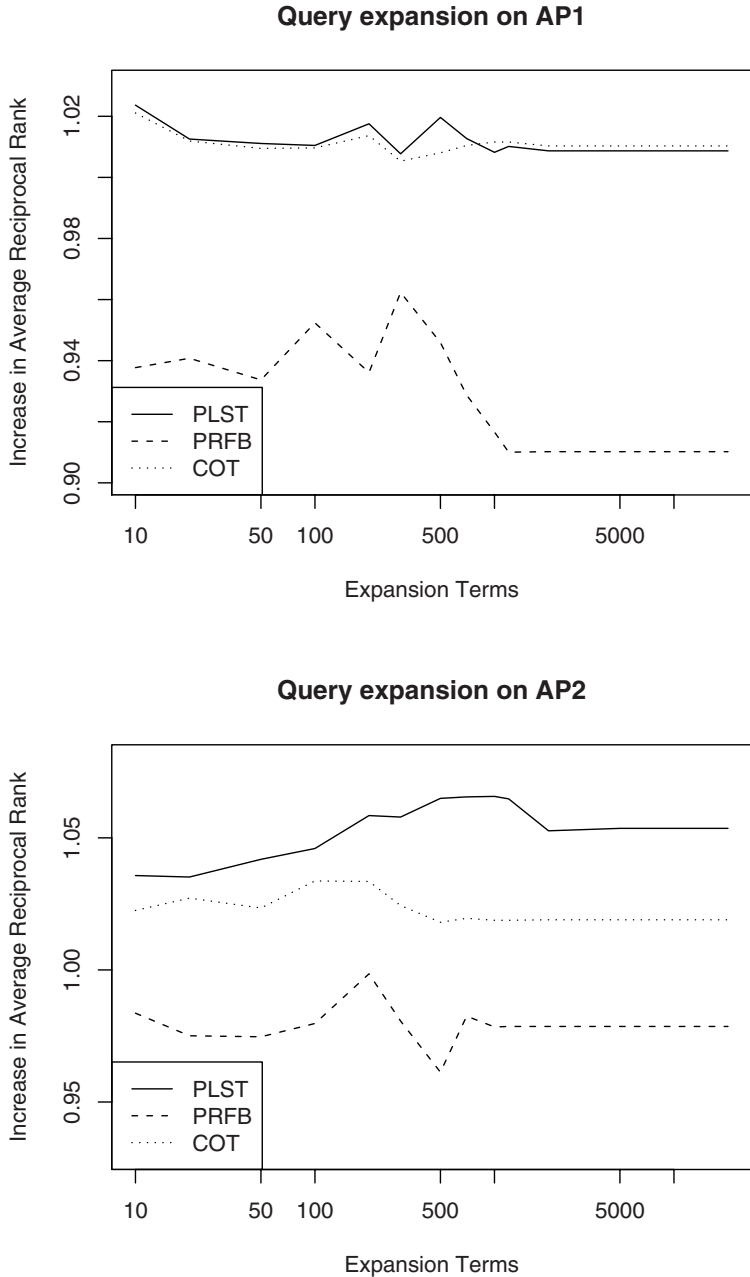 Query expansion on AP1
Increase in Average Reciprocal Rank
1.02
0.98
0.94
0.90
PLST
PRFB
COT
10 50 100 500 5000
Expansion Terms
Query expansion on AP2
Increase in Average Reciprocal Rank
1.05
1.00
0.95
PLST
PRFB
COT
10 50 100 500 5000
Expansion Terms